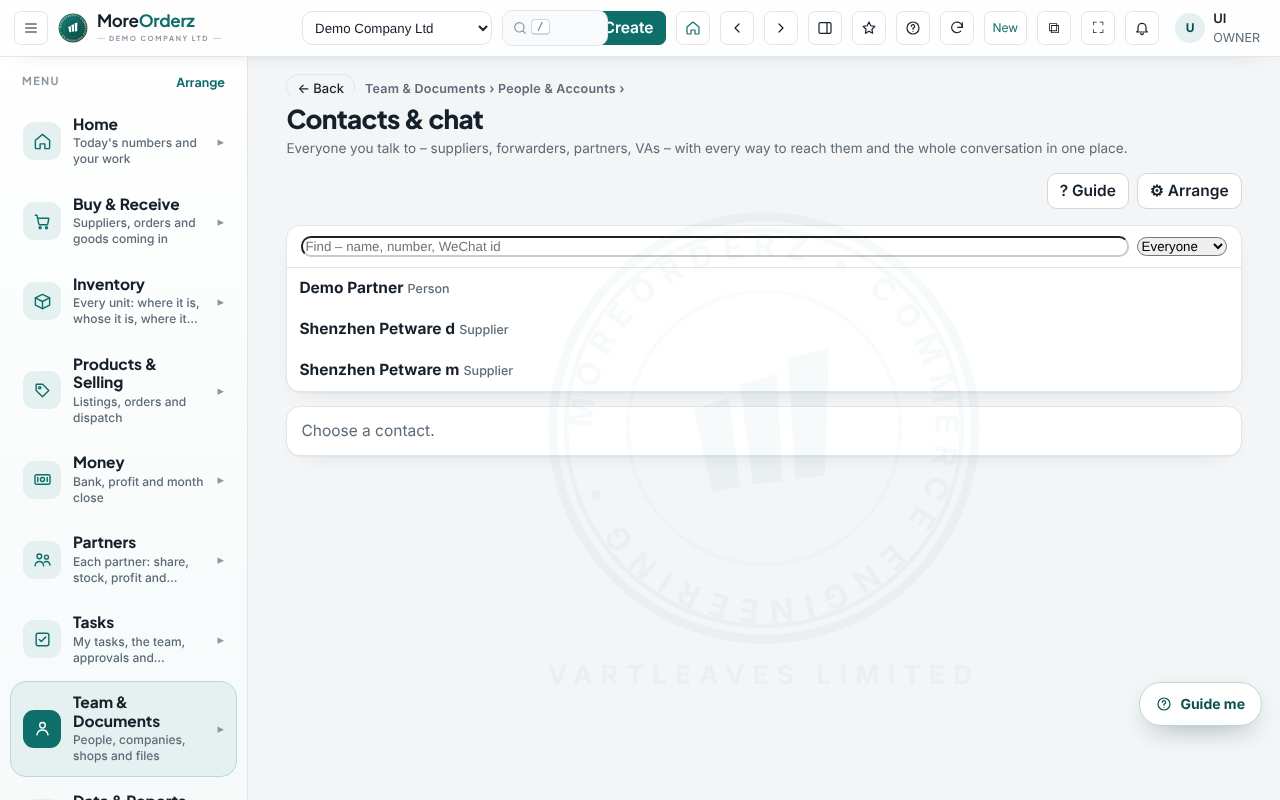 MoreOrderz
— DEMO COMPANY LTD —
Demo Company Ltd
/
Create
New
U
UI
OWNER
MENU
Arrange
Home
Today's numbers and
your work
Buy & Receive
Suppliers, orders and
goods coming in
Inventory
Every unit: where it is,
whose it is, where it...
Products &
Selling
Listings, orders and
dispatch
Money
Bank, profit and month
close
Partners
Each partner: share,
stock, profit and...
Tasks
My tasks, the team,
approvals and...
Team &
Documents
People, companies,
shops and files
← Back
Team & Documents › People & Accounts ›
Contacts & chat
Everyone you talk to – suppliers, forwarders, partners, VAs – with every way to reach them and the whole conversation in one place.
? Guide
⚙ Arrange
Find – name, number, WeChat id
Everyone
Demo Partner Person
Shenzhen Petware d Supplier
Shenzhen Petware m Supplier
Choose a contact.
MOREORDERZ • COMMERCE ENGINEERING •
VARTLEAVES LIMITED
Guide me